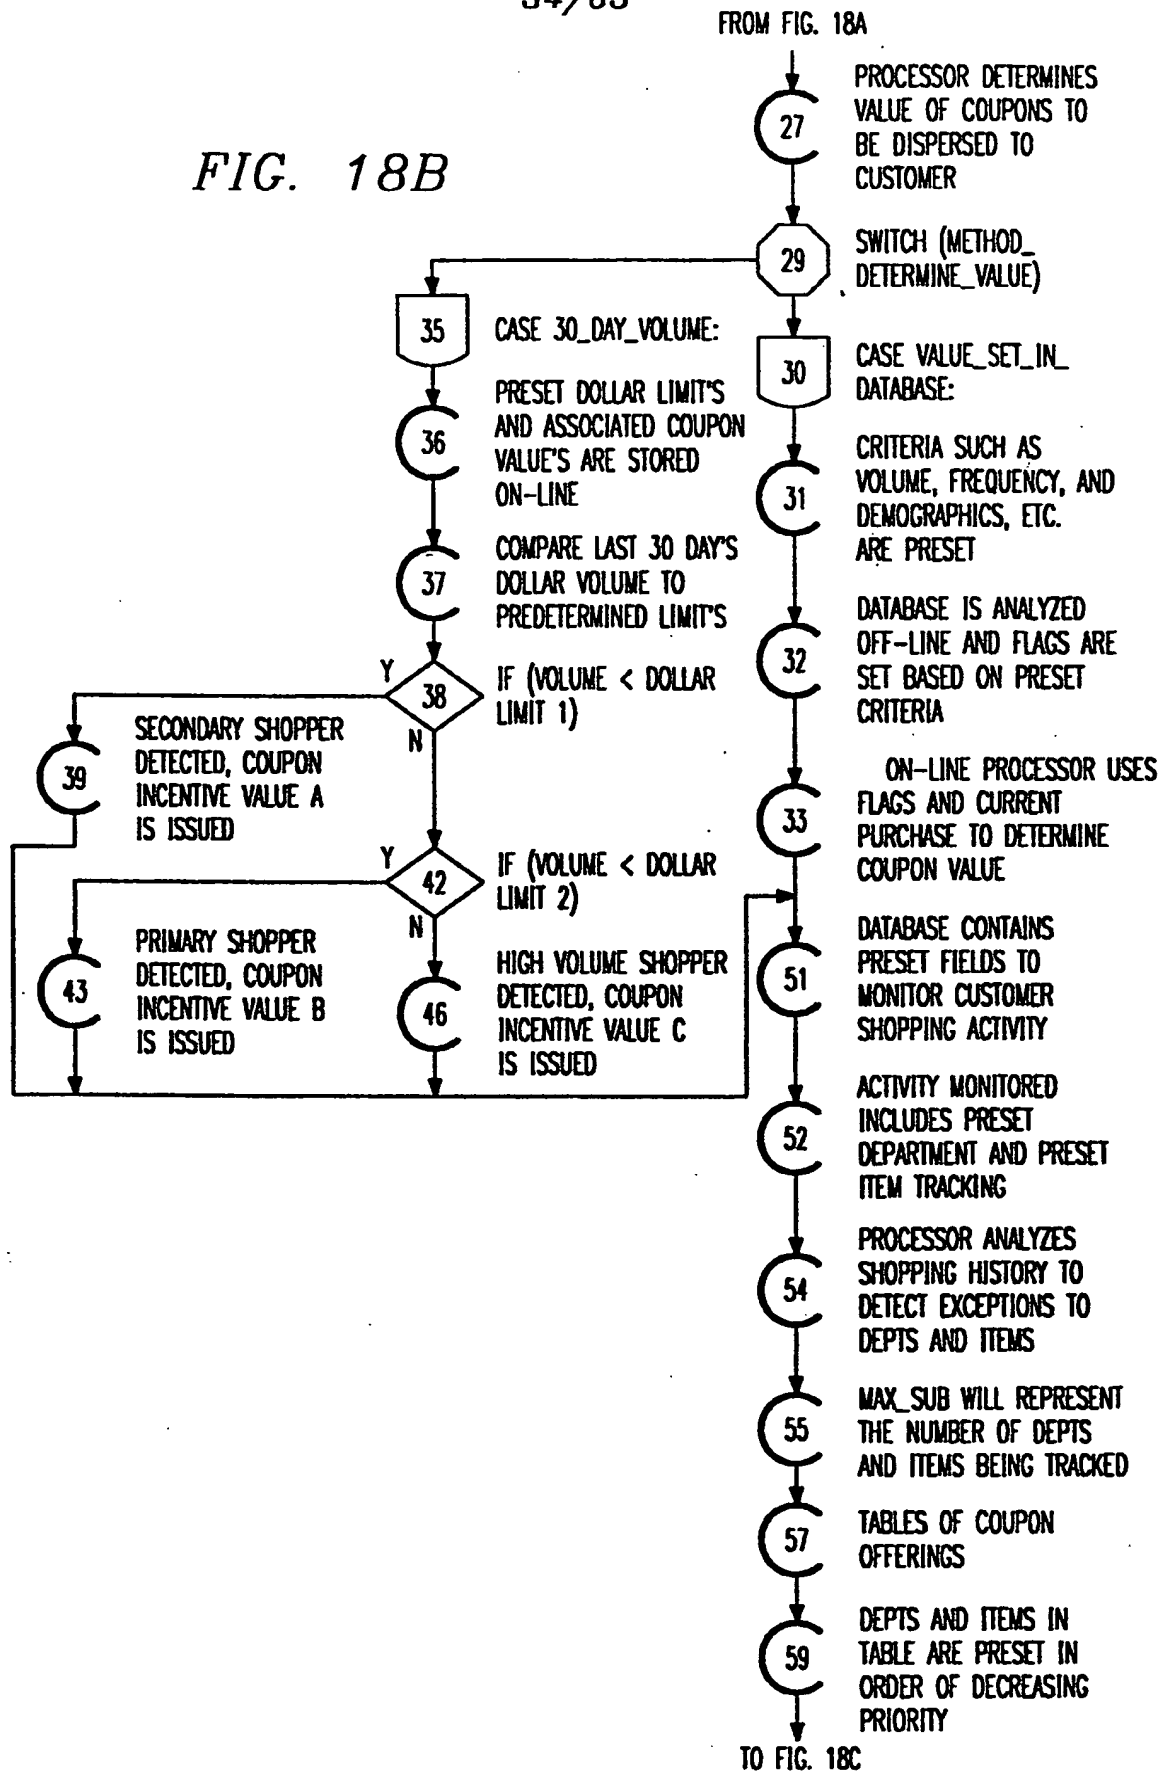 FROM FIG. 18A
FIG. 18B
27
PROCESSOR DETERMINES
VALUE OF COUPONS TO
BE DISPERSED TO
CUSTOMER
29
SWITCH (METHOD_
DETERMINE_VALUE)
35
CASE 30_DAY_VOLUME:
36
PRESET DOLLAR LIMIT'S
AND ASSOCIATED COUPON
VALUE'S ARE STORED
ON-LINE
37
COMPARE LAST 30 DAY'S
DOLLAR VOLUME TO
PREDETERMINED LIMIT'S
38
Y
N
IF (VOLUME < DOLLAR
LIMIT 1)
39
SECONDARY SHOPPER
DETECTED, COUPON
INCENTIVE VALUE A
IS ISSUED
42
Y
N
IF (VOLUME < DOLLAR
LIMIT 2)
43
PRIMARY SHOPPER
DETECTED, COUPON
INCENTIVE VALUE B
IS ISSUED
46
HIGH VOLUME SHOPPER
DETECTED, COUPON
INCENTIVE VALUE C
IS ISSUED
30
CASE VALUE_SET_IN_
DATABASE:
31
CRITERIA SUCH AS
VOLUME, FREQUENCY, AND
DEMOGRAPHICS, ETC.
ARE PRESET
32
DATABASE IS ANALYZED
OFF-LINE AND FLAGS ARE
SET BASED ON PRESET
CRITERIA
33
ON-LINE PROCESSOR USES
FLAGS AND CURRENT
PURCHASE TO DETERMINE
COUPON VALUE
51
DATABASE CONTAINS
PRESET FIELDS TO
MONITOR CUSTOMER
SHOPPING ACTIVITY
52
ACTIVITY MONITORED
INCLUDES PRESET
DEPARTMENT AND PRESET
ITEM TRACKING
54
PROCESSOR ANALYZES
SHOPPING HISTORY TO
DETECT EXCEPTIONS TO
DEPTS AND ITEMS
55
MAX_SUB WILL REPRESENT
THE NUMBER OF DEPTS
AND ITEMS BEING TRACKED
57
TABLES OF COUPON
OFFERINGS
59
DEPTS AND ITEMS IN
TABLE ARE PRESET IN
ORDER OF DECREASING
PRIORITY
TO FIG. 18C